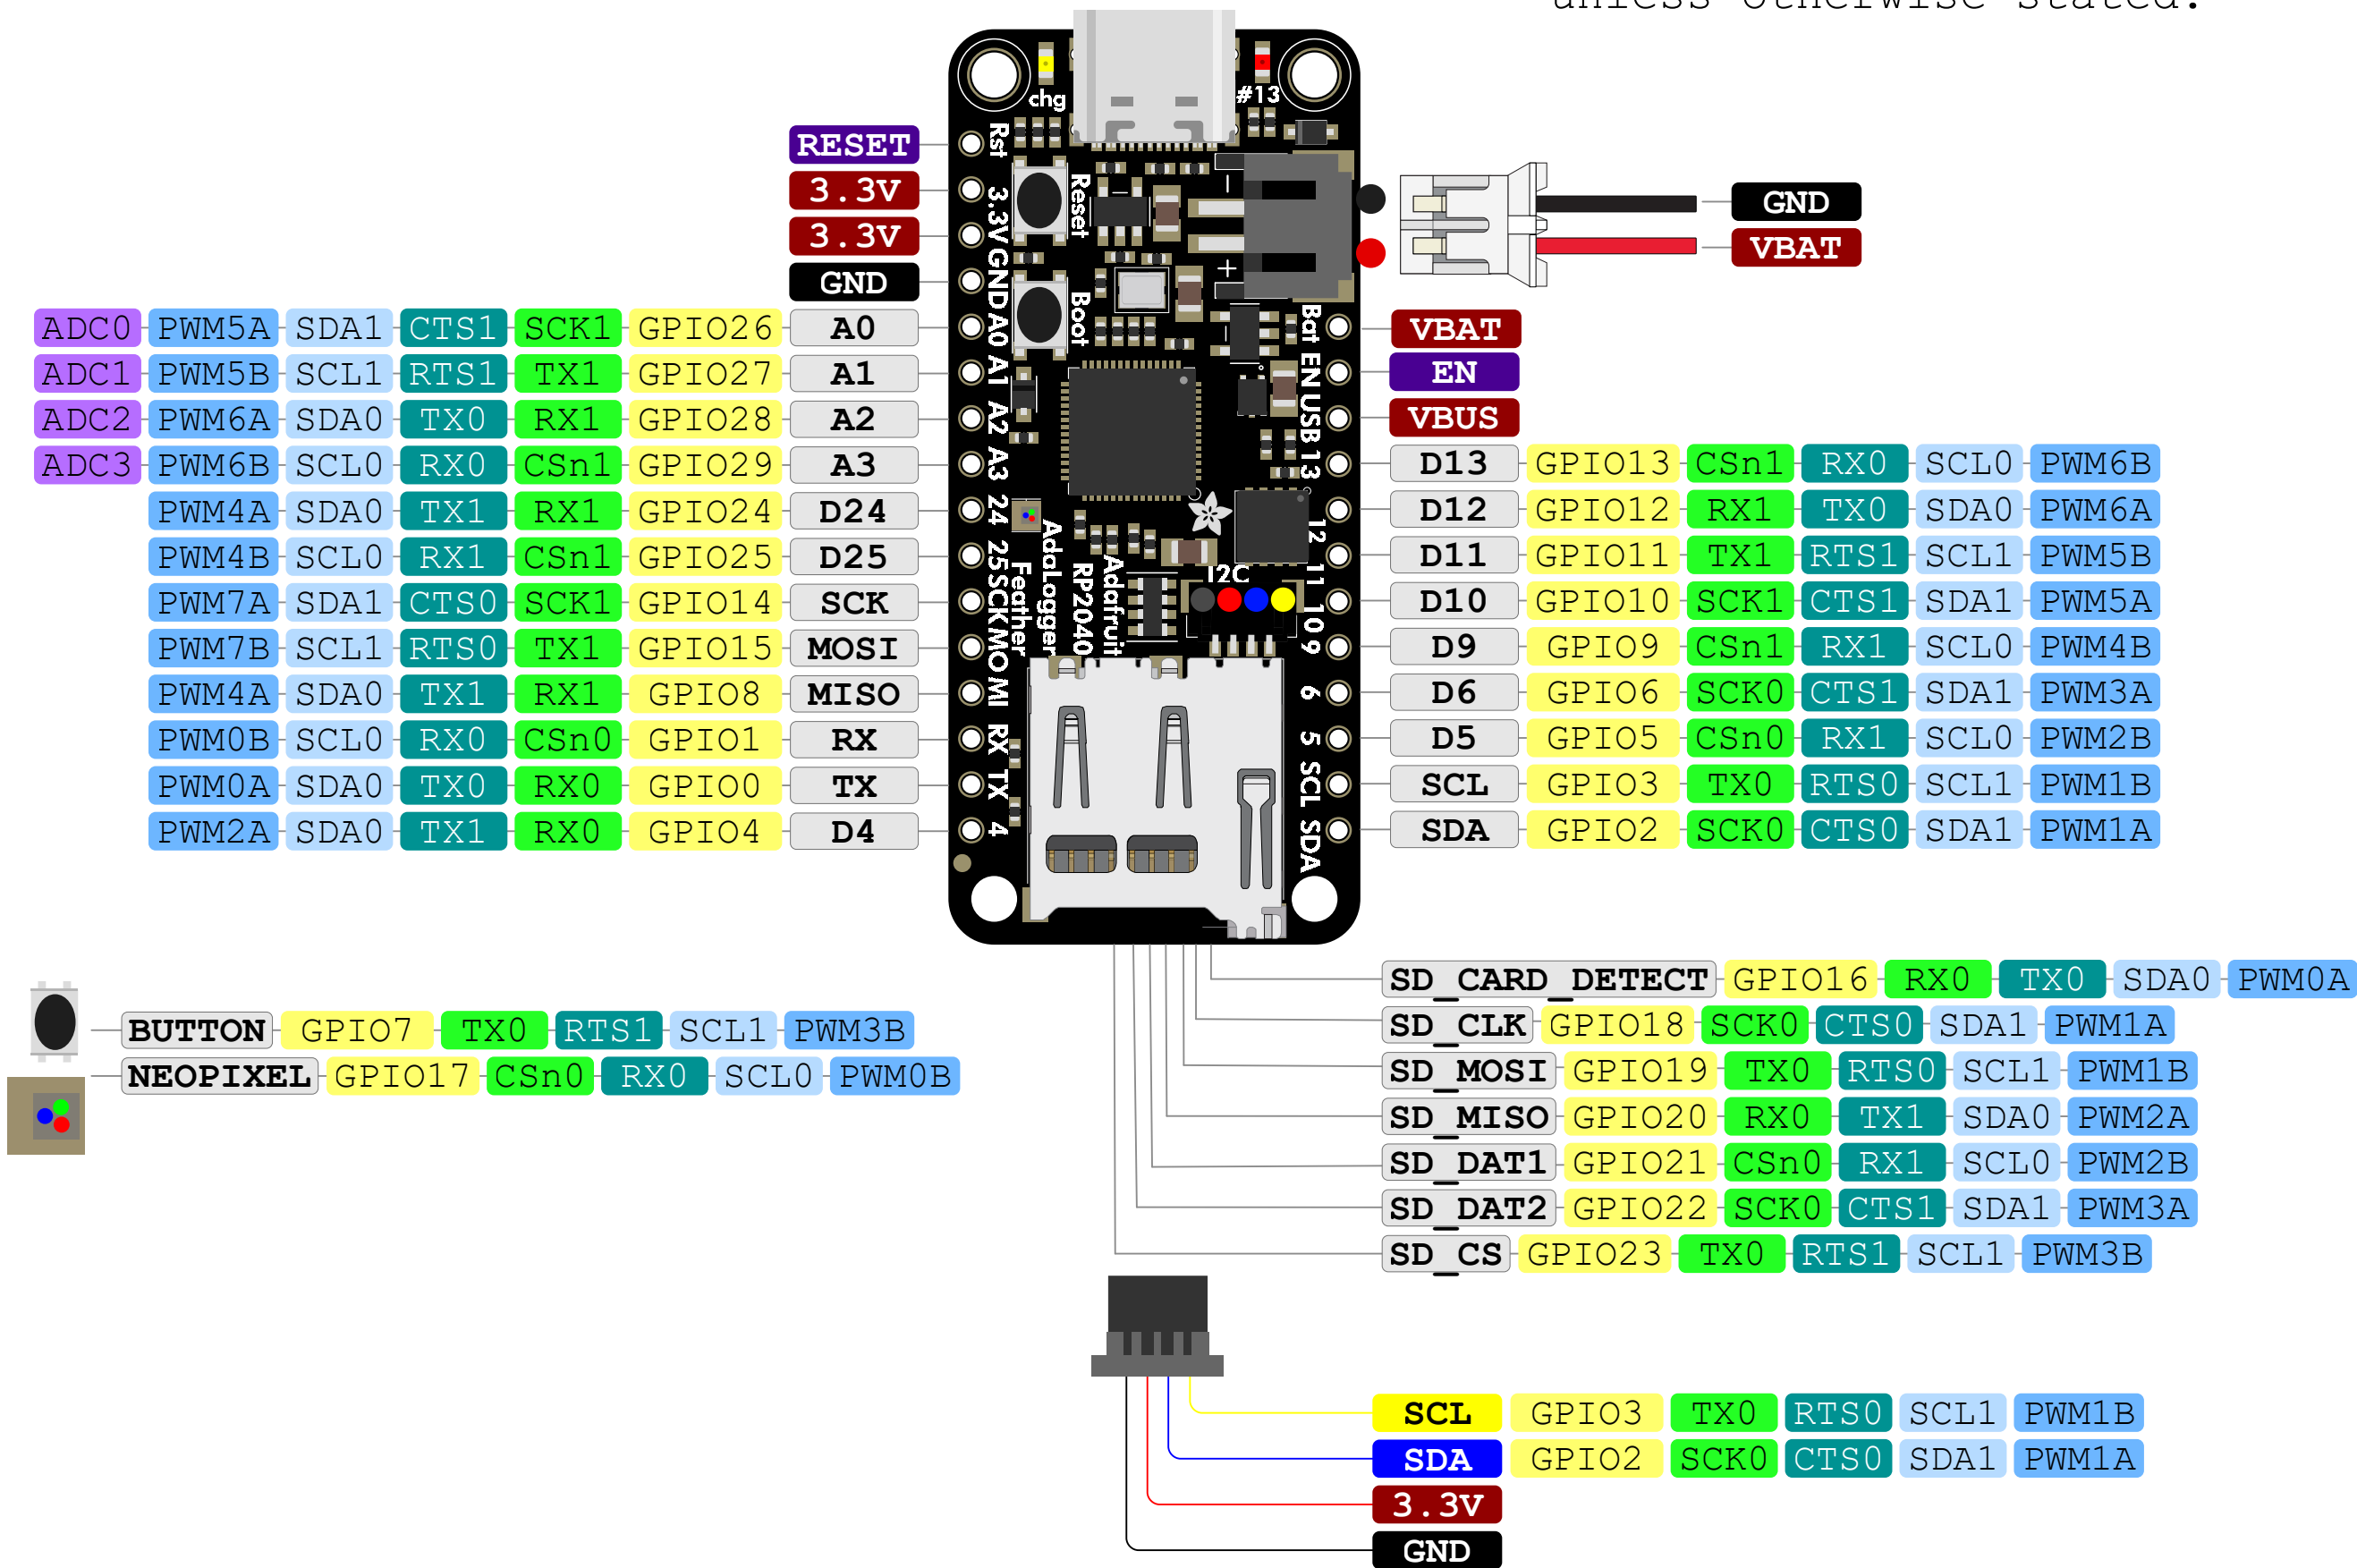 unless otherwise stated.
chg
#13
RESET
3.3V
3.3V
GND
ADC0 PWM5A SDA1 CTS1 SCK1 GPIO26 A0
ADC1 PWM5B SCL1 RTS1 TX1 GPIO27 A1
ADC2 PWM6A SDA0 TX0 RX1 GPIO28 A2
ADC3 PWM6B SCL0 RX0 CSn1 GPIO29 A3
PWM4A SDA0 TX1 RX1 GPIO24 D24
PWM4B SCL0 RX1 CSn1 GPIO25 D25
PWM7A SDA1 CTS0 SCK1 GPIO14 SCK
PWM7B SCL1 RTS0 TX1 GPIO15 MOSI
PWM4A SDA0 TX1 RX1 GPIO8 MISO
PWM0B SCL0 RX0 CSn0 GPIO1 RX
PWM0A SDA0 TX0 RX0 GPIO0 TX
PWM2A SDA0 TX1 RX0 GPIO4 D4
Rst 3.3V GND A0 A1 A2 A3 24 25 SCK MO MI RX TX 4
Reset
Boot
- +
I2C
Adafruit
RP2040
AdaLogger
Feather
Bat EN USB 13 12 11 10 9 6 5 SCL SDA
GND
VBAT
VBAT
EN
VBUS
D13 GPIO13 CSn1 RX0 SCL0 PWM6B
D12 GPIO12 RX1 TX0 SDA0 PWM6A
D11 GPIO11 TX1 RTS1 SCL1 PWM5B
D10 GPIO10 SCK1 CTS1 SDA1 PWM5A
D9 GPIO9 CSn1 RX1 SCL0 PWM4B
D6 GPIO6 SCK0 CTS1 SDA1 PWM3A
D5 GPIO5 CSn0 RX1 SCL0 PWM2B
SCL GPIO3 TX0 RTS0 SCL1 PWM1B
SDA GPIO2 SCK0 CTS0 SDA1 PWM1A
BUTTON GPIO7 TX0 RTS1 SCL1 PWM3B
NEOPIXEL GPIO17 CSn0 RX0 SCL0 PWM0B
SD_CARD_DETECT GPIO16 RX0 TX0 SDA0 PWM0A
SD_CLK GPIO18 SCK0 CTS0 SDA1 PWM1A
SD_MOSI GPIO19 TX0 RTS0 SCL1 PWM1B
SD_MISO GPIO20 RX0 TX1 SDA0 PWM2A
SD_DAT1 GPIO21 CSn0 RX1 SCL0 PWM2B
SD_DAT2 GPIO22 SCK0 CTS1 SDA1 PWM3A
SD_CS GPIO23 TX0 RTS1 SCL1 PWM3B
SCL GPIO3 TX0 RTS0 SCL1 PWM1B
SDA GPIO2 SCK0 CTS0 SDA1 PWM1A
3.3V
GND